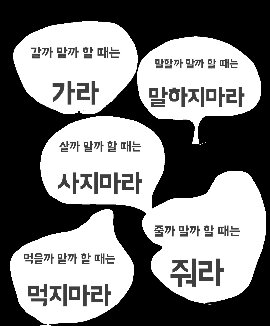 갈까 말까 할 때는
가라
말할까 말까 할 때는
말하지마라
살까 말까 할 때는
사지마라
줄까 말까 할 때는
줘라
먹을까 말까 할 때는
먹지마라